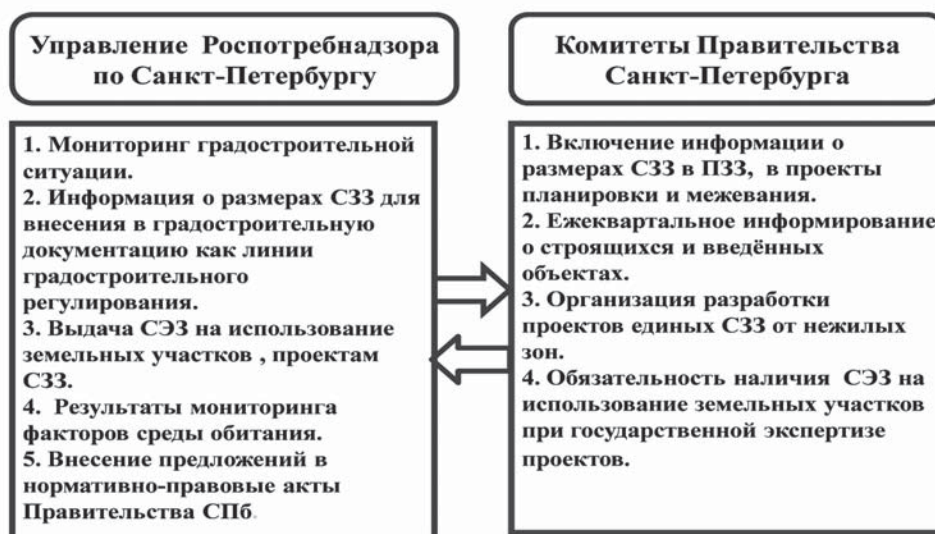 Управление Роспотребнадзора
по Санкт-Петербургу
1. Мониторинг градостроительной
ситуации.
2. Информация о размерах СЗЗ для
внесения в градостроительную
документацию как линии
градостроительного
регулирования.
3. Выдача СЭЗ на использование
земельных участков , проектам
СЗЗ.
4. Результаты мониторинга
факторов среды обитания.
5. Внесение предложений в
нормативно-правовые акты
Правительства СПб.
Комитеты Правительства
Санкт-Петербурга
1. Включение информации о
размерах СЗЗ в ПЗЗ, в проекты
планировки и межевания.
2. Ежеквартальное информирование
о строящихся и введённых
объектах.
3. Организация разработки
проектов единых СЗЗ от нежилых
зон.
4. Обязательность наличия СЭЗ на
использование земельных участков
при государственной экспертизе
проектов.